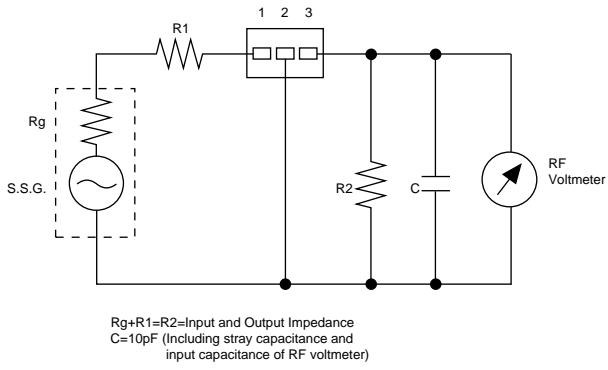 1 2 3
R1
Rg
S.S.G.
R2
C
RF
Voltmeter
Rg+R1=R2=Input and Output Impedance
C=10pF (Including stray capacitance and
input capacitance of RF voltmeter)